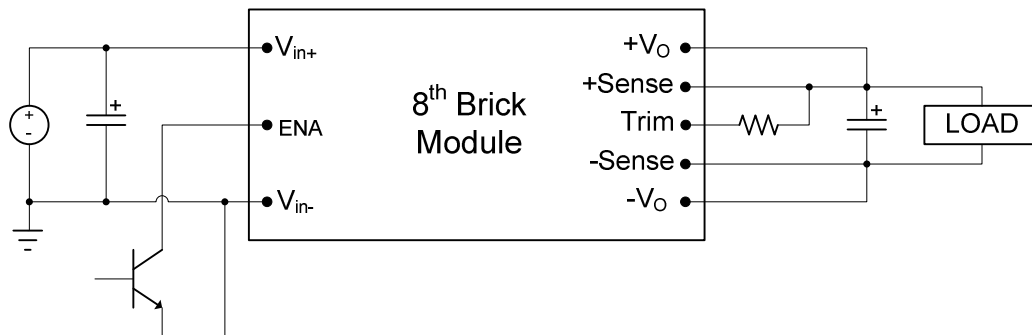 V_in+
ENA
V_in-
8^th Brick
Module
+V_O
+Sense
Trim
-Sense
-V_O
LOAD
+
-
+
+